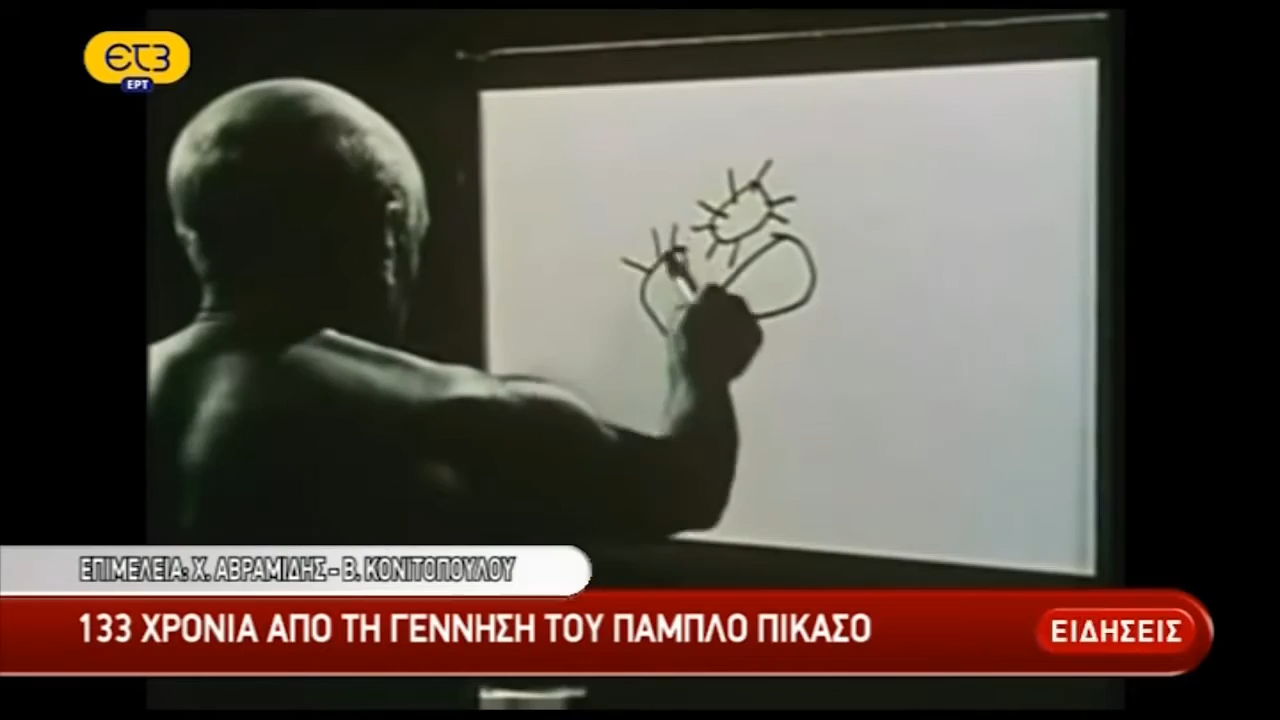 ετ3
ΕΡΤ
ΕΠΙΜΕΛΕΙΑ: Χ. ΑΒΡΑΜΙΔΗΣ - Β. ΚΟΝΙΤΟΠΟΥΛΟΥ
133 ΧΡΟΝΙΑ ΑΠΟ ΤΗ ΓΕΝΝΗΣΗ ΤΟΥ ΠΑΜΠΛΟ ΠΙΚΑΣΟ
ΕΙΔΗΣΕΙΣ